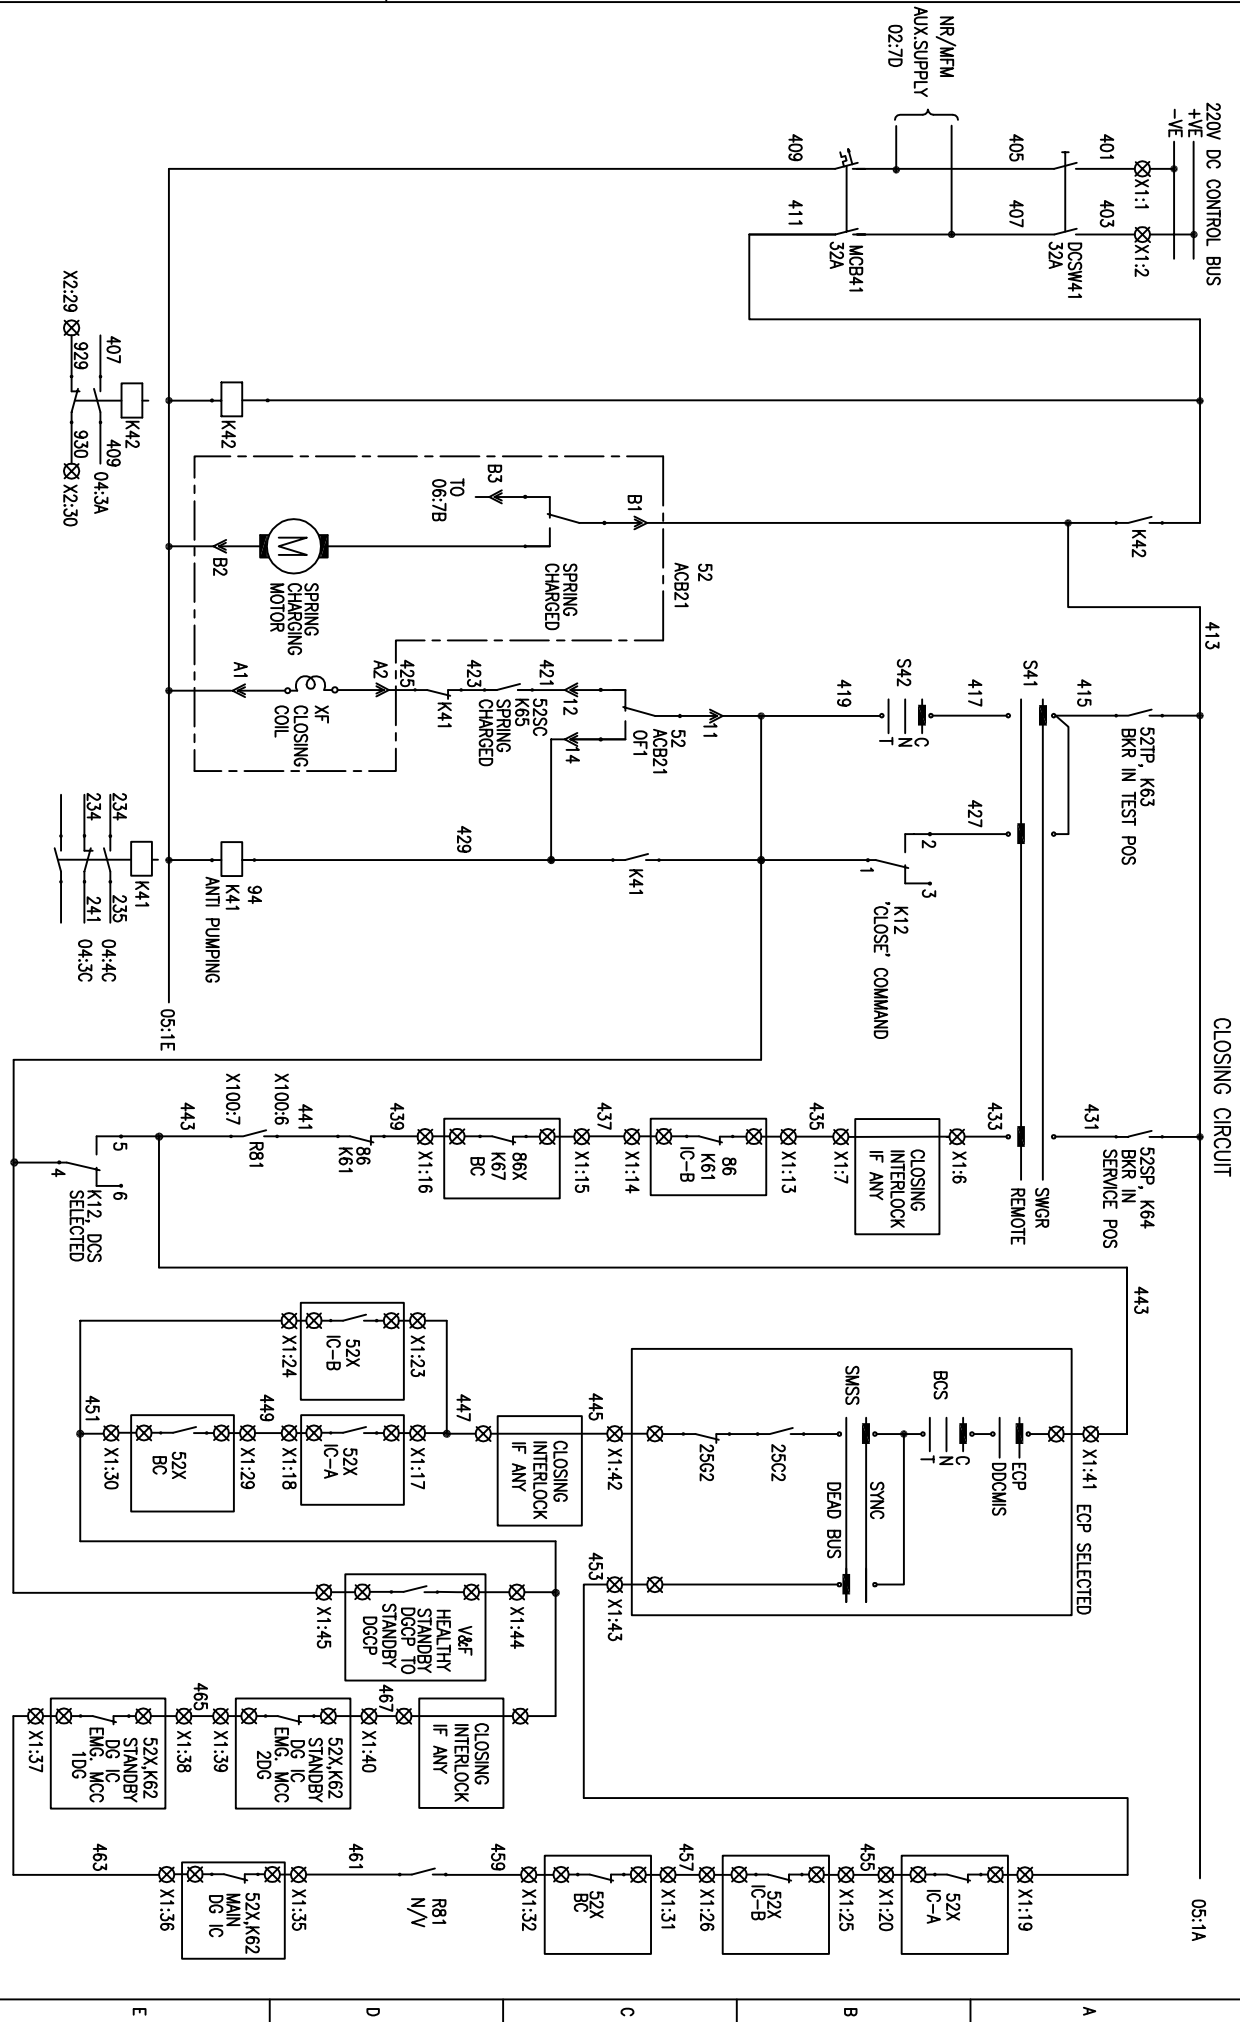 CLOSING CIRCUIT
220V DC CONTROL BUS
+VE
-VE
NR/MFM
AUX.SUPPLY
02:7D
X1:1
X1:2
401
403
DCSW41
32A
405
407
MCB41
32A
409
411
K42
K42
413
05:1A
05:1E
407
409
K42
04:3A
929
930
X2:29
X2:30
B1
B3
TO
06:7B
52
ACB21
SPRING
CHARGED
SPRING
CHARGING
MOTOR
M
B2
52TP, K63
BKR IN TEST POS
415
S41
SWGR
REMOTE
417
S42
C
N
T
419
11
52
ACB21
OF1
12
14
421
52SC
K65
SPRING
CHARGED
423
K41
425
A2
XF
CLOSING
COIL
A1
427
2
3
1
K12
'CLOSE' COMMAND
K41
429
94
K41
ANTI PUMPING
K41
234
235
04:4C
234
241
04:3C
52SP, K64
BKR IN
SERVICE POS
431
433
X1:6
CLOSING
INTERLOCK
IF ANY
X1:7
435
X1:13
86
K61
IC-B
X1:14
437
X1:15
86X
K67
BC
X1:16
439
86
K61
441
X100:6
R81
X100:7
443
5
6
4
K12, DCS
SELECTED
443
X1:41
ECP SELECTED
ECP
DDCMIS
BCS
C
N
T
SYNC
SMSS
DEAD BUS
25C2
25G2
X1:42
X1:43
445
453
CLOSING
INTERLOCK
IF ANY
447
X1:23
52X
IC-B
X1:24
X1:17
52X
IC-A
X1:18
449
X1:29
52X
BC
X1:30
451
X1:44
V&F
HEALTHY
STANDBY
DGCP TO
STANDBY
DGCP
X1:45
CLOSING
INTERLOCK
IF ANY
467
X1:40
52X,K62
STANDBY
DG IC
EMG. MCC
2DG
X1:39
465
X1:38
52X,K62
STANDBY
DG IC
EMG. MCC
1DG
X1:37
X1:19
52X
IC-A
X1:20
455
X1:25
52X
IC-B
X1:26
457
X1:31
52X
BC
X1:32
459
R81
N/V
461
X1:35
52X,K62
MAIN
DG IC
X1:36
463
A
B
C
D
E